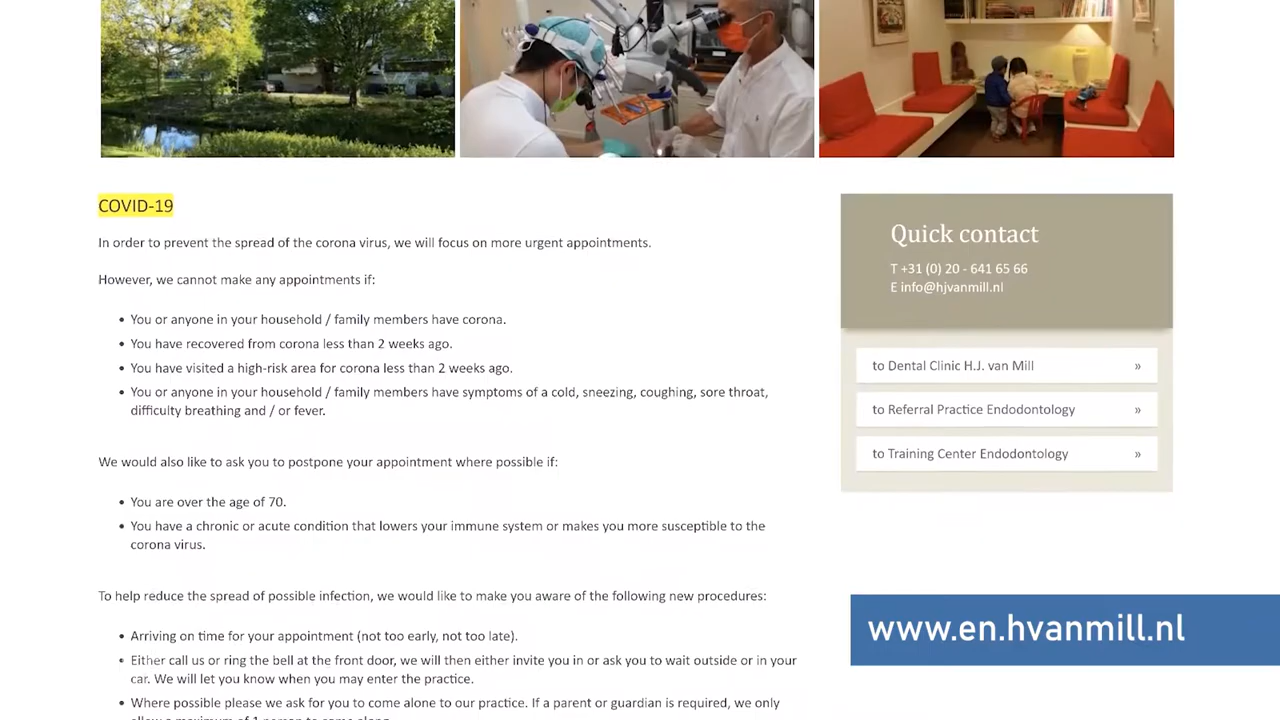 COVID-19
In order to prevent the spread of the corona virus, we will focus on more urgent appointments.
However, we cannot make any appointments if:
• You or anyone in your household / family members have corona.
• You have recovered from corona less than 2 weeks ago.
• You have visited a high-risk area for corona less than 2 weeks ago.
• You or anyone in your household / family members have symptoms of a cold, sneezing, coughing, sore throat,
difficulty breathing and / or fever.
We would also like to ask you to postpone your appointment where possible if:
• You are over the age of 70.
• You have a chronic or acute condition that lowers your immune system or makes you more susceptible to the
corona virus.
To help reduce the spread of possible infection, we would like to make you aware of the following new procedures:
• Arriving on time for your appointment (not too early, not too late).
• Either call us or ring the bell at the front door, we will then either invite you in or ask you to wait outside or in your
car. We will let you know when you may enter the practice.
• Where possible please we ask for you to come alone to our practice. If a parent or guardian is required, we only
allow a maximum of 1 person to come along.
Quick contact
T +31 (0) 20 - 641 65 66
E info@hjvanmill.nl
to Dental Clinic H.J. van Mill »
to Referral Practice Endodontology »
to Training Center Endodontology »
www.en.hvanmill.nl